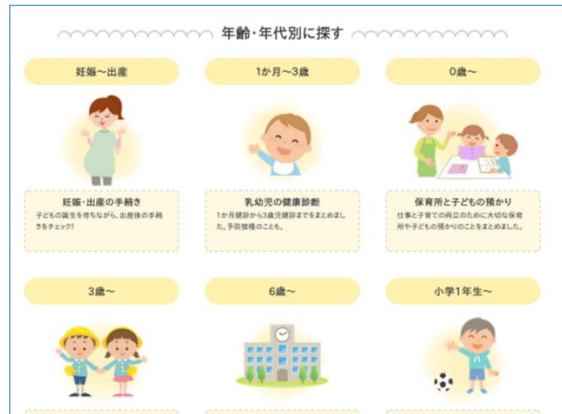 年齢・年代別に探す
妊娠～出産
1か月～3歳
0歳～
妊娠・出産の手続き
子どもの誕生を待ちながら、出産後の手続
きをチェック!
乳幼児の健康診断
1か月健診から3歳児健診までをまとめまし
た。予防接種のことも。
保育所と子どもの預かり
仕事と子育ての両立のために大切な保育
所や子どもの預かりのことをまとめました。
3歳～
6歳～
小学1年生～